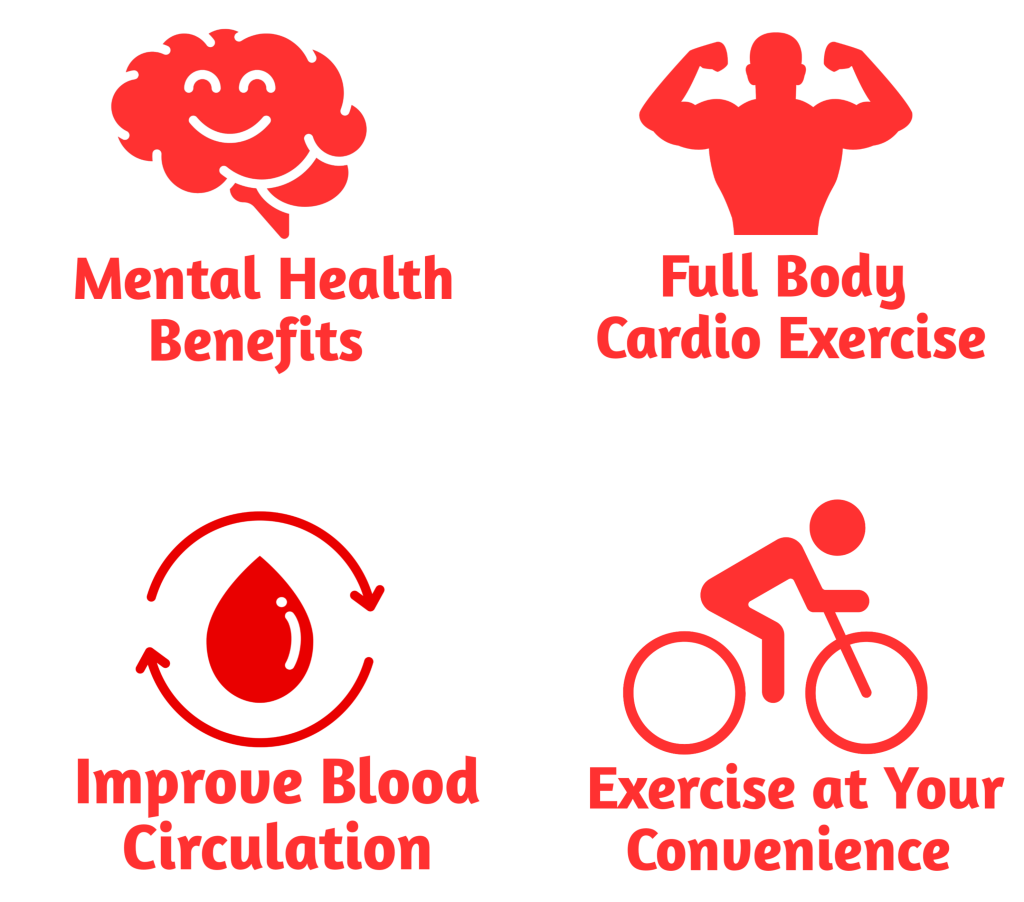 Mental Health
Benefits
Full Body
Cardio Exercise
Improve Blood
Circulation
Exercise at Your
Convenience